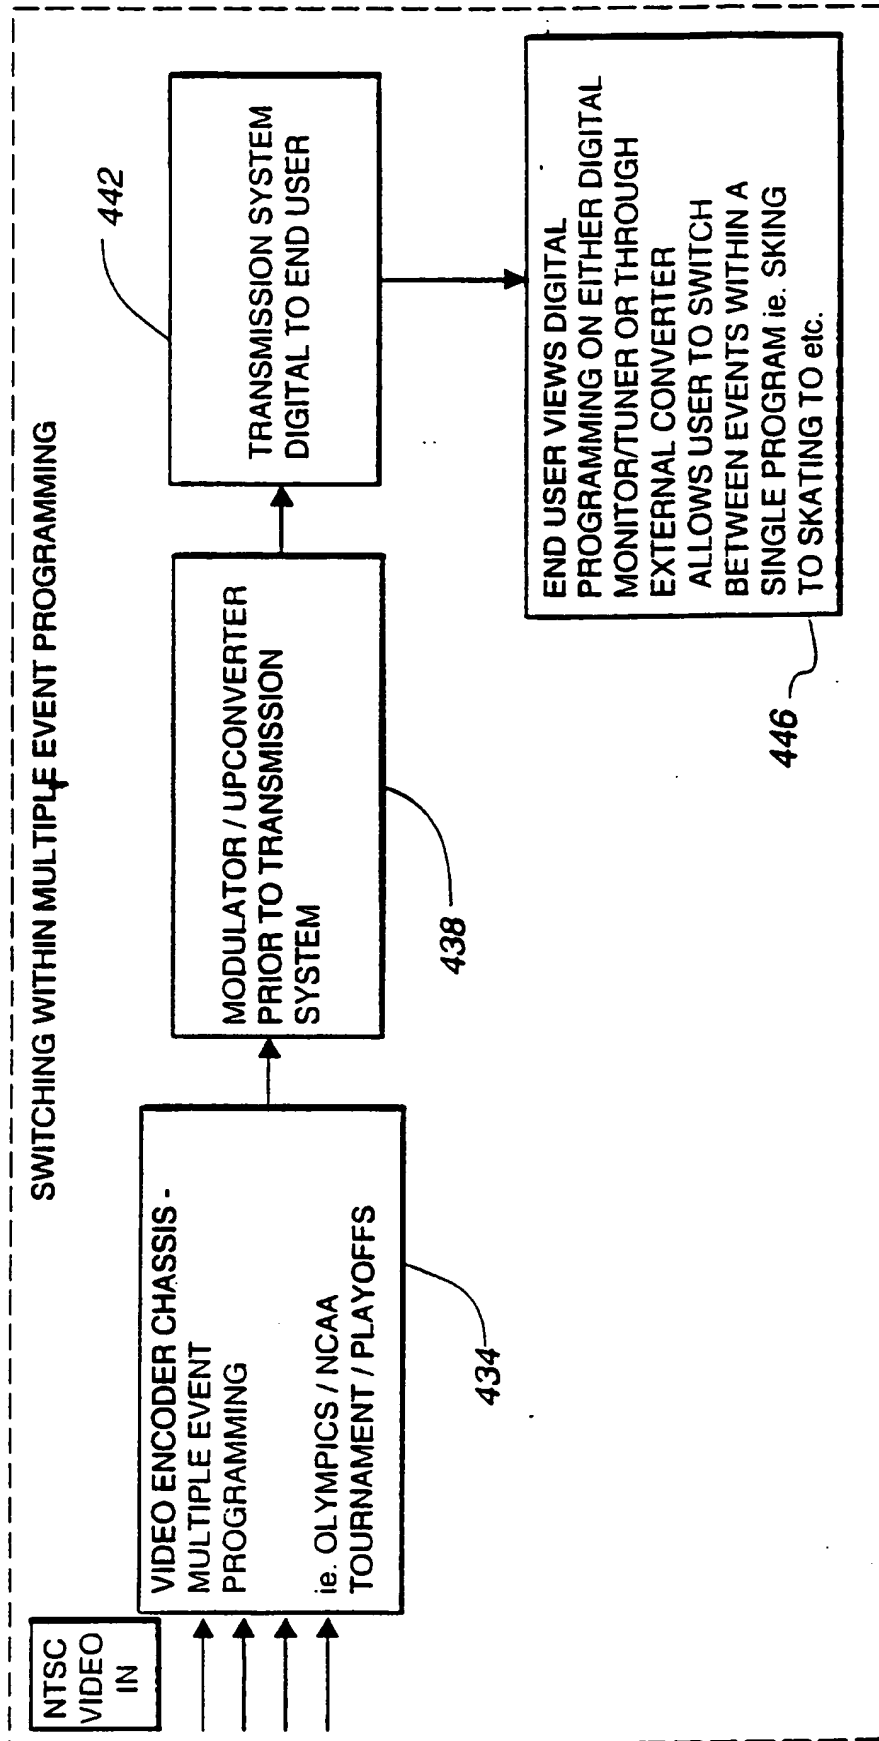 SWITCHING WITHIN MULTIPLE EVENT PROGRAMMING
NTSC
VIDEO
IN
VIDEO ENCODER CHASSIS -
MULTIPLE EVENT
PROGRAMMING
ie. OLYMPICS / NCAA
TOURNAMENT / PLAYOFFS
434
MODULATOR / UPCONVERTER
PRIOR TO TRANSMISSION
SYSTEM
438
TRANSMISSION SYSTEM
DIGITAL TO END USER
442
END USER VIEWS DIGITAL
PROGRAMMING ON EITHER DIGITAL
MONITOR/TUNER OR THROUGH
EXTERNAL CONVERTER
ALLOWS USER TO SWITCH
BETWEEN EVENTS WITHIN A
SINGLE PROGRAM ie. SKING
TO SKATING TO etc.
446